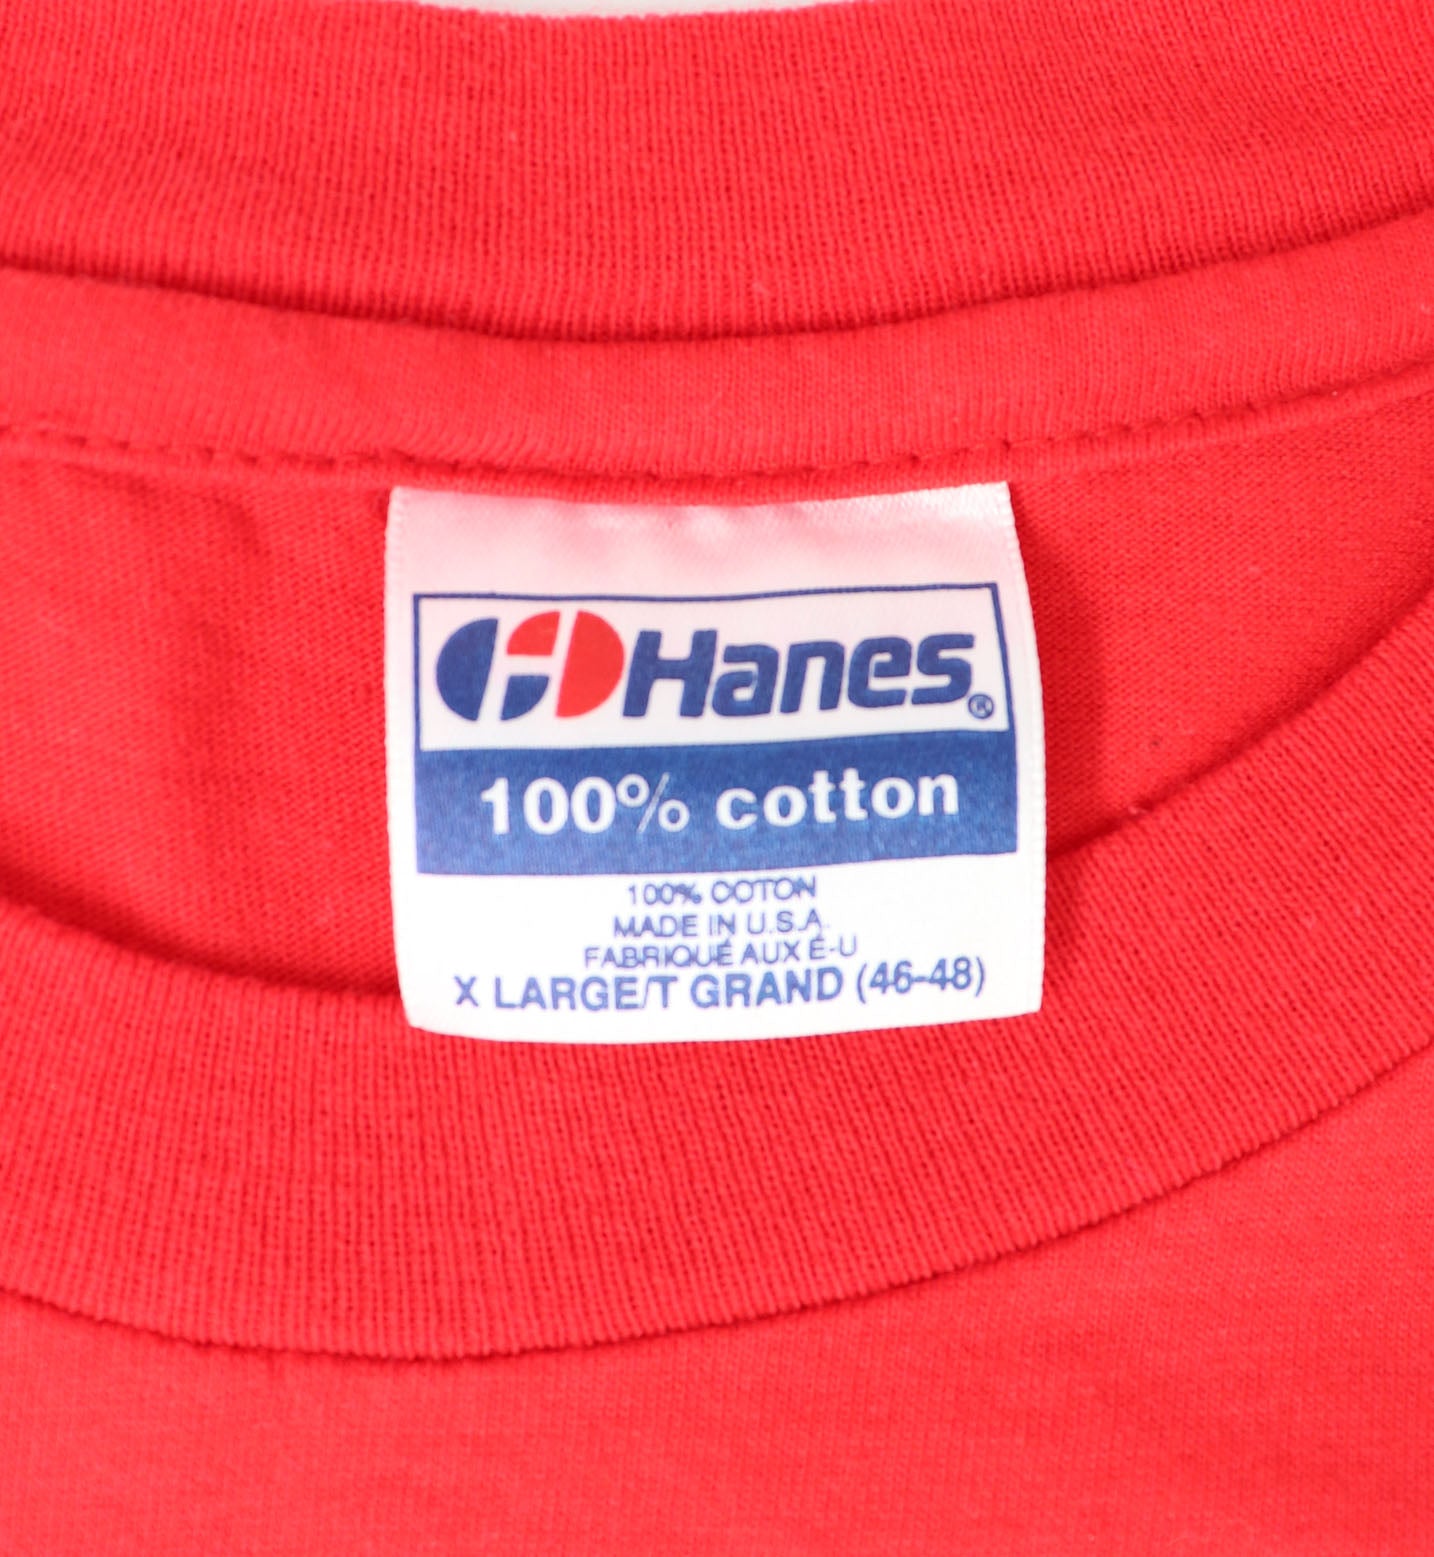 Hanes®
100% cotton
100% COTON
MADE IN U.S.A.
FABRIQUÉ AUX É-U
X LARGE/T GRAND (46-48)